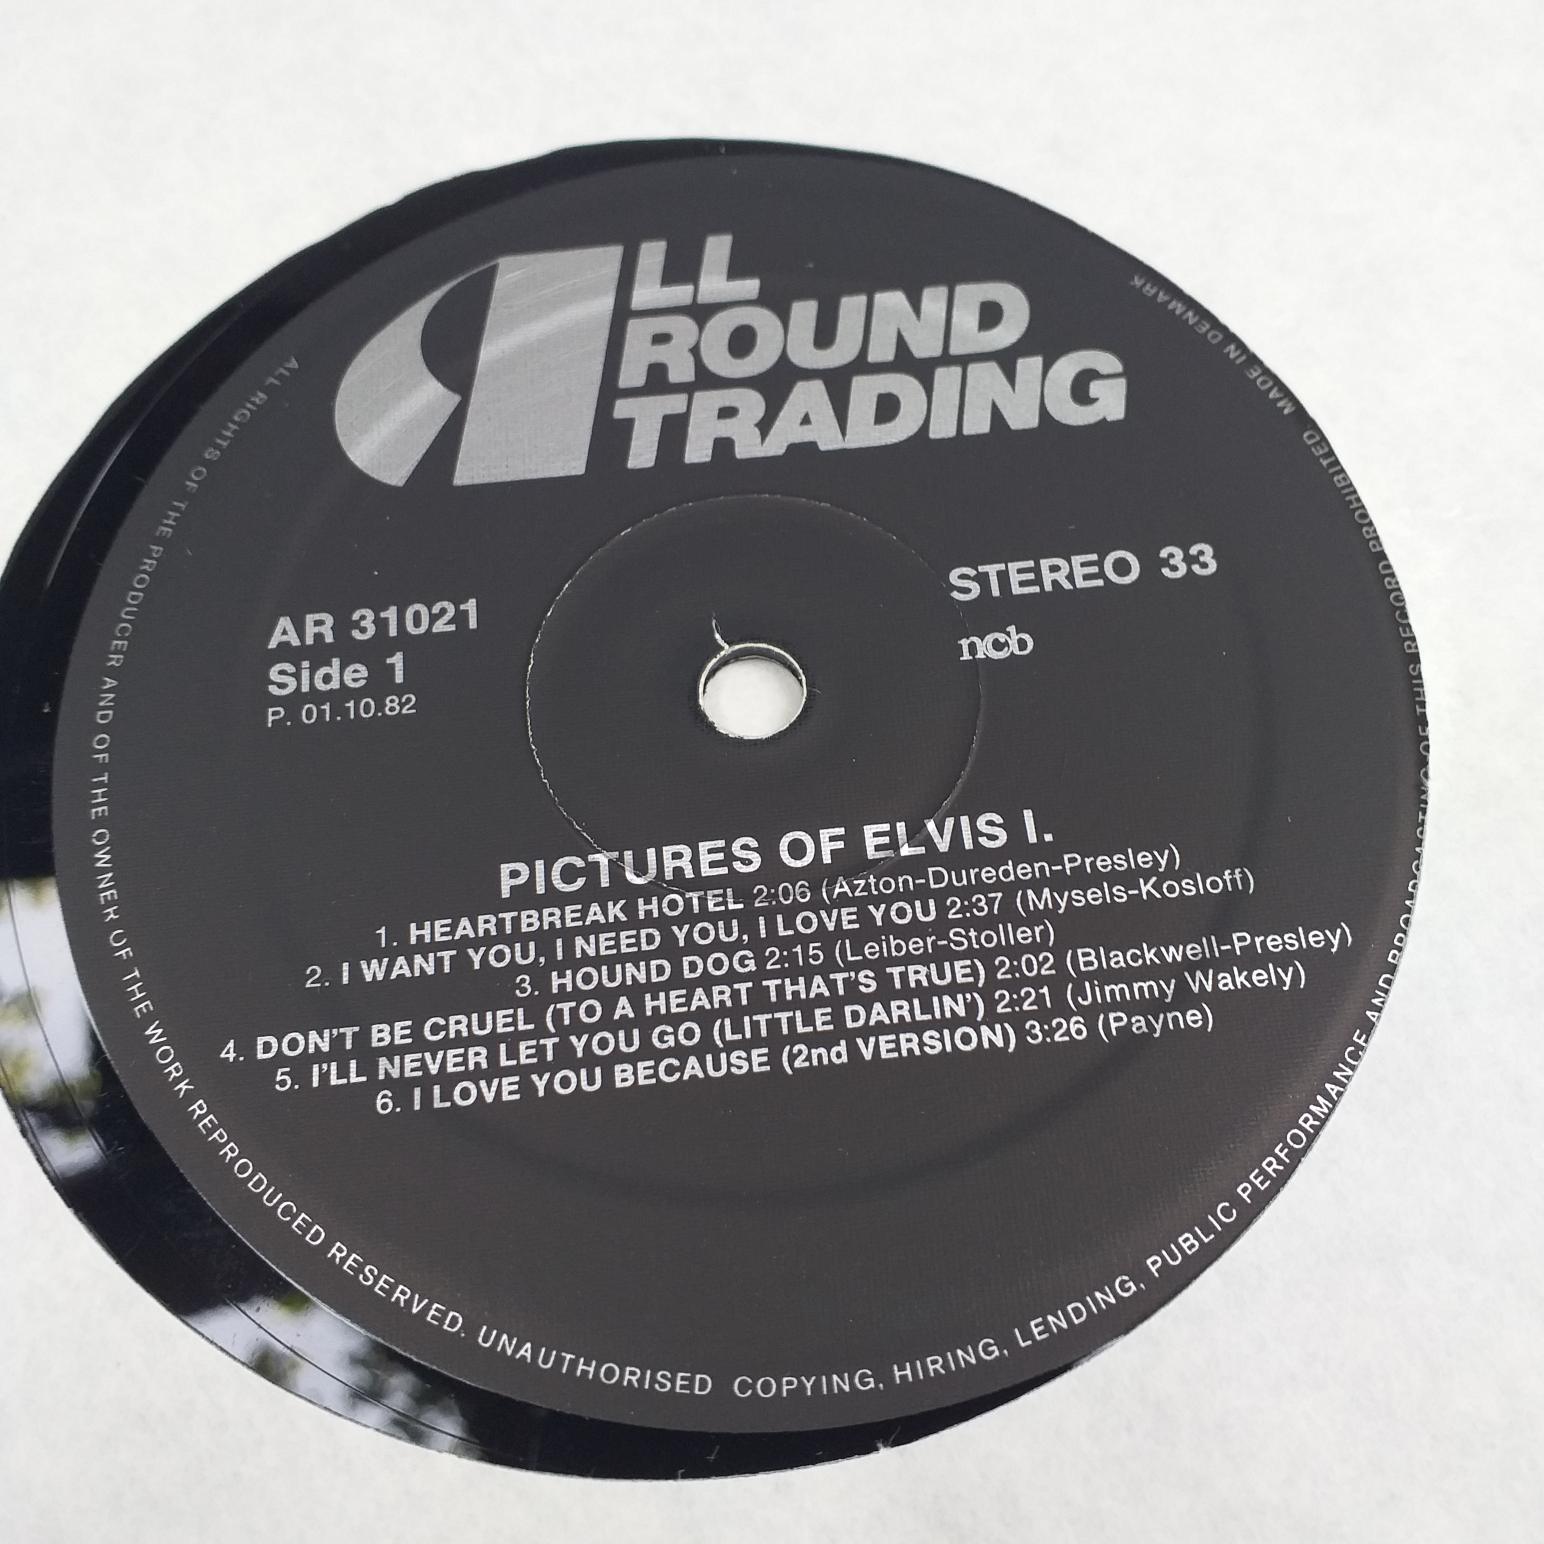 ALL
ROUND
TRADING
AR 31021
Side 1
P. 01.10.82
STEREO 33
ncb
PICTURES OF ELVIS I.
1. HEARTBREAK HOTEL 2:06 (Azton-Dureden-Presley)
2. I WANT YOU, I NEED YOU, I LOVE YOU 2:37 (Mysels-Kosloff)
3. HOUND DOG 2:15 (Leiber-Stoller)
4. DON'T BE CRUEL (TO A HEART THAT'S TRUE) 2:02 (Blackwell-Presley)
5. I'LL NEVER LET YOU GO (LITTLE DARLIN') 2:21 (Jimmy Wakely)
6. I LOVE YOU BECAUSE (2nd VERSION) 3:26 (Payne)
ALL RIGHTS OF THE PRODUCER AND OF THE OWNER OF THE WORK REPRODUCED RESERVED. UNAUTHORISED COPYING, HIRING, LENDING, PUBLIC PERFORMANCE AND BROADCASTING OF THIS RECORD PROHIBITED. MADE IN DENMARK